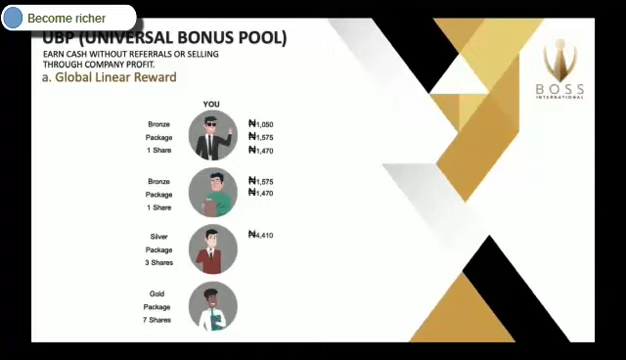 Become richer
UBP (UNIVERSAL BONUS POOL)
EARN CASH WITHOUT REFERRALS OR SELLING
THROUGH COMPANY PROFIT.
a. Global Linear Reward
BOSS
INTERNATIONAL
YOU
Bronze ₦1,050
Package ₦1,575
1 Share ₦1,470
Bronze ₦1,575
Package ₦1,470
1 Share
Silver ₦4,410
Package
3 Shares
Gold
Package
7 Shares